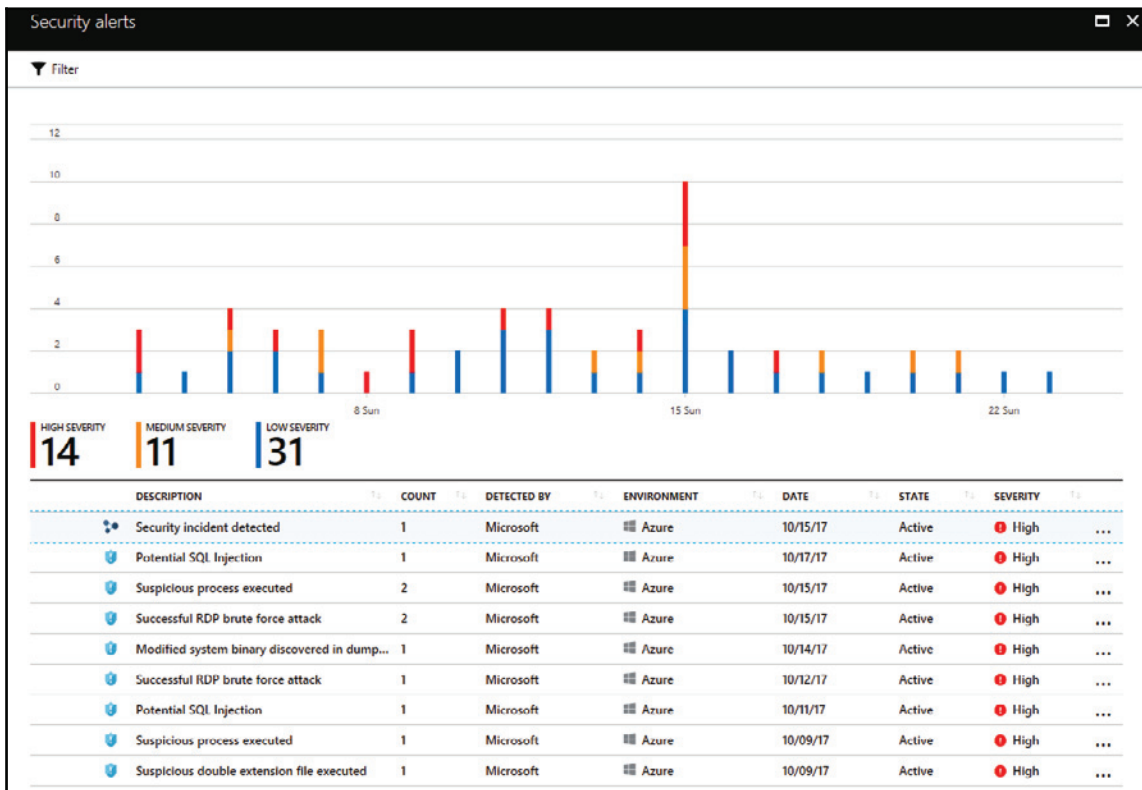 Security alerts
Filter
12
10
8
6
4
2
0
8 Sun 15 Sun 22 Sun
HIGH SEVERITY MEDIUM SEVERITY LOW SEVERITY
14 11 31
DESCRIPTION COUNT DETECTED BY ENVIRONMENT DATE STATE SEVERITY
Security incident detected 1 Microsoft Azure 10/15/17 Active High ...
Potential SQL Injection 1 Microsoft Azure 10/17/17 Active High ...
Suspicious process executed 2 Microsoft Azure 10/15/17 Active High ...
Successful RDP brute force attack 2 Microsoft Azure 10/15/17 Active High ...
Modified system binary discovered in dump... 1 Microsoft Azure 10/14/17 Active High ...
Successful RDP brute force attack 1 Microsoft Azure 10/12/17 Active High ...
Potential SQL Injection 1 Microsoft Azure 10/11/17 Active High ...
Suspicious process executed 1 Microsoft Azure 10/09/17 Active High ...
Suspicious double extension file executed 1 Microsoft Azure 10/09/17 Active High ...